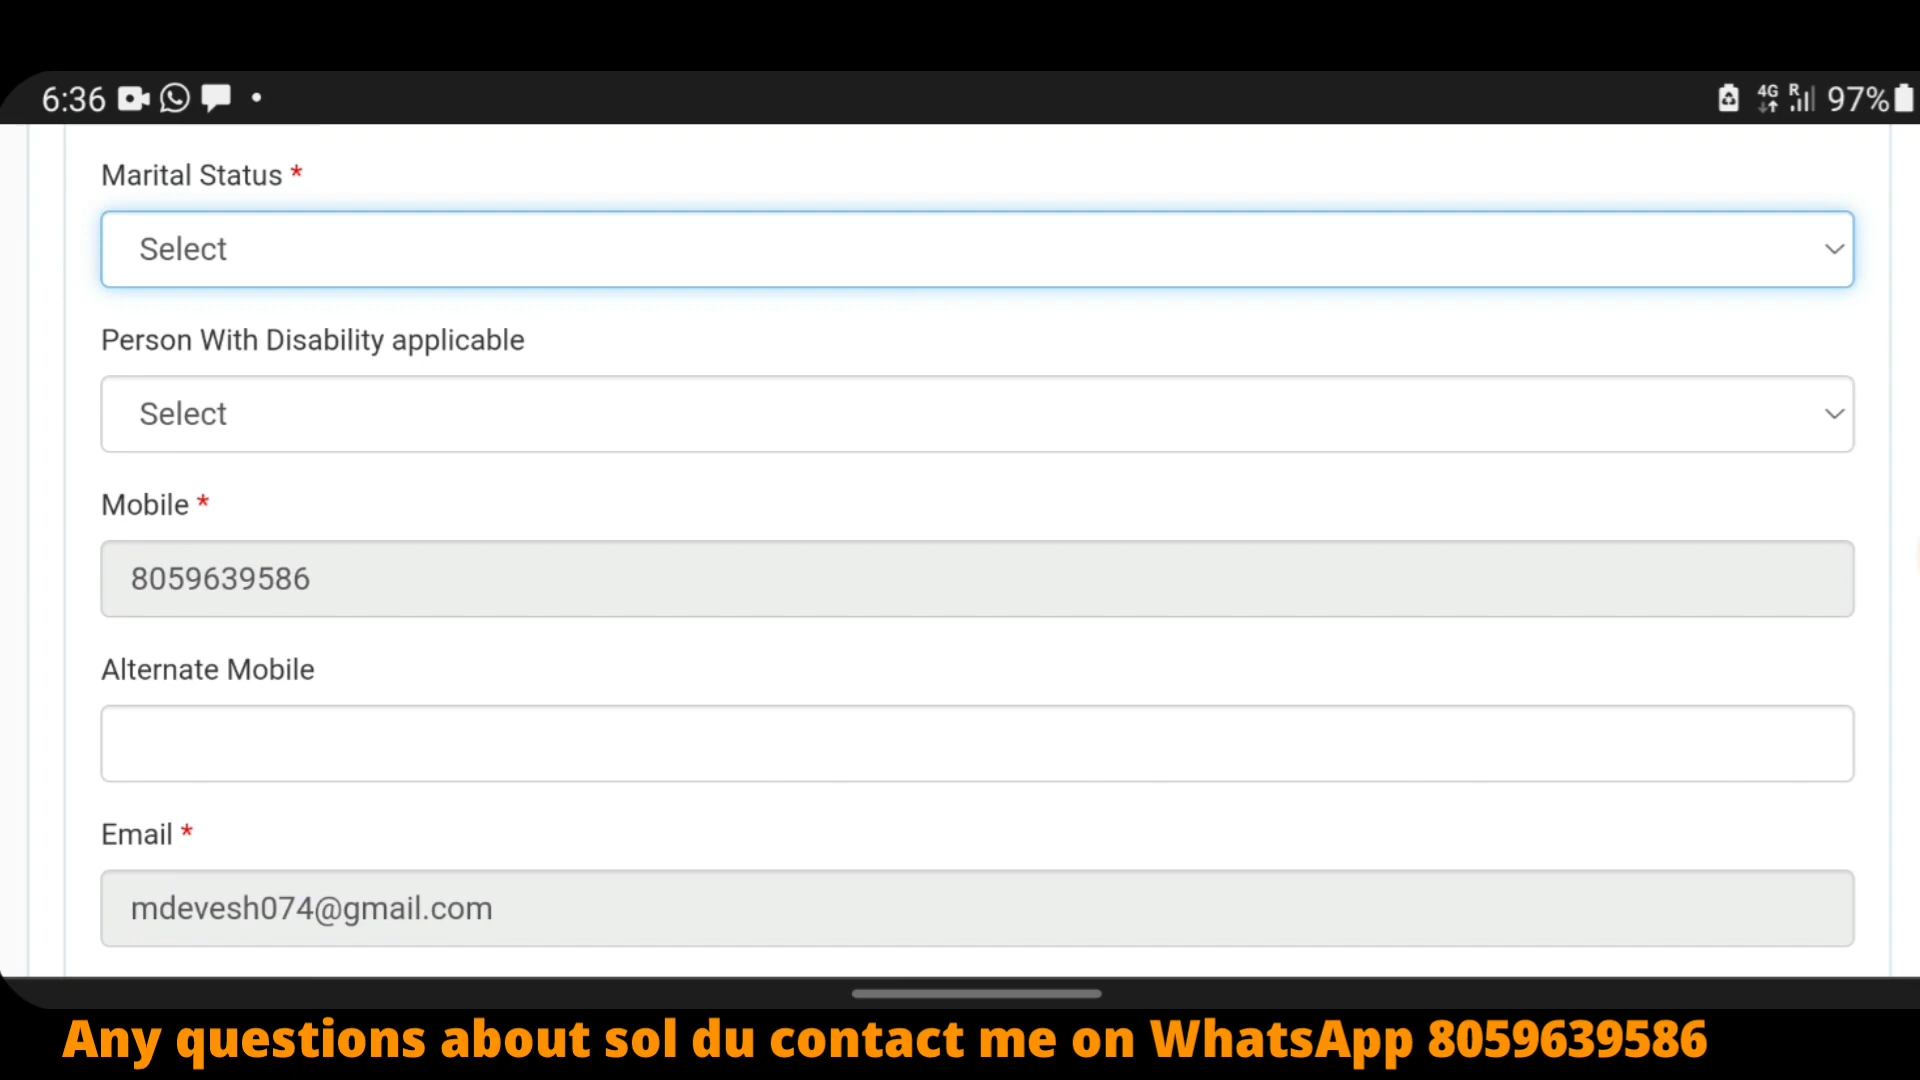 6:36 4G R 97%
Marital Status *
Select
Person With Disability applicable
Select
Mobile *
8059639586
Alternate Mobile
Email *
mdevesh074@gmail.com
Any questions about sol du contact me on WhatsApp 8059639586